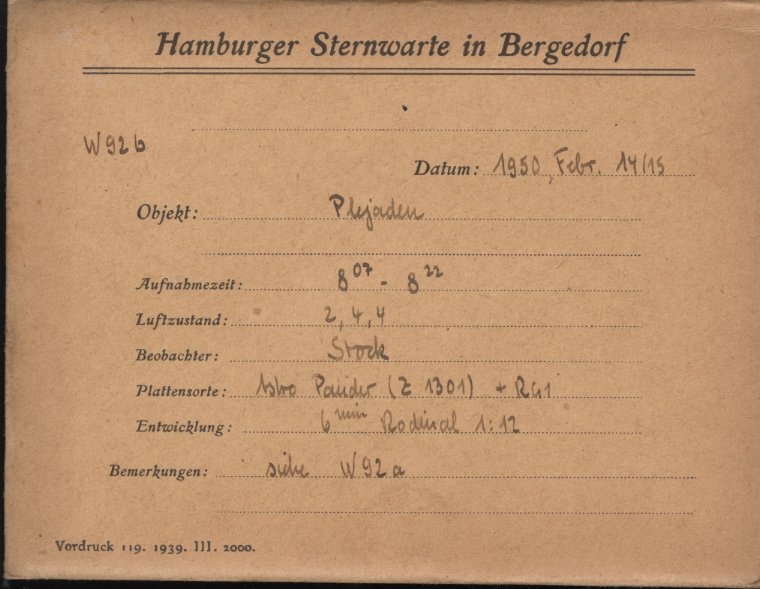 Hamburger Sternwarte in Bergedorf
W92b
Datum: 1950, Febr. 14/15
Objekt: Plejaden
Aufnahmezeit: 8 07 - 8 22
Luftzustand: 2, 4, 4
Beobachter: Stock
Plattensorte: Astro Pan (Z 1301) + RG1
Entwicklung: 6 min Rodinal 1:12
Bemerkungen: siehe W92a
Vordruck 119. 1939. III. 2000.